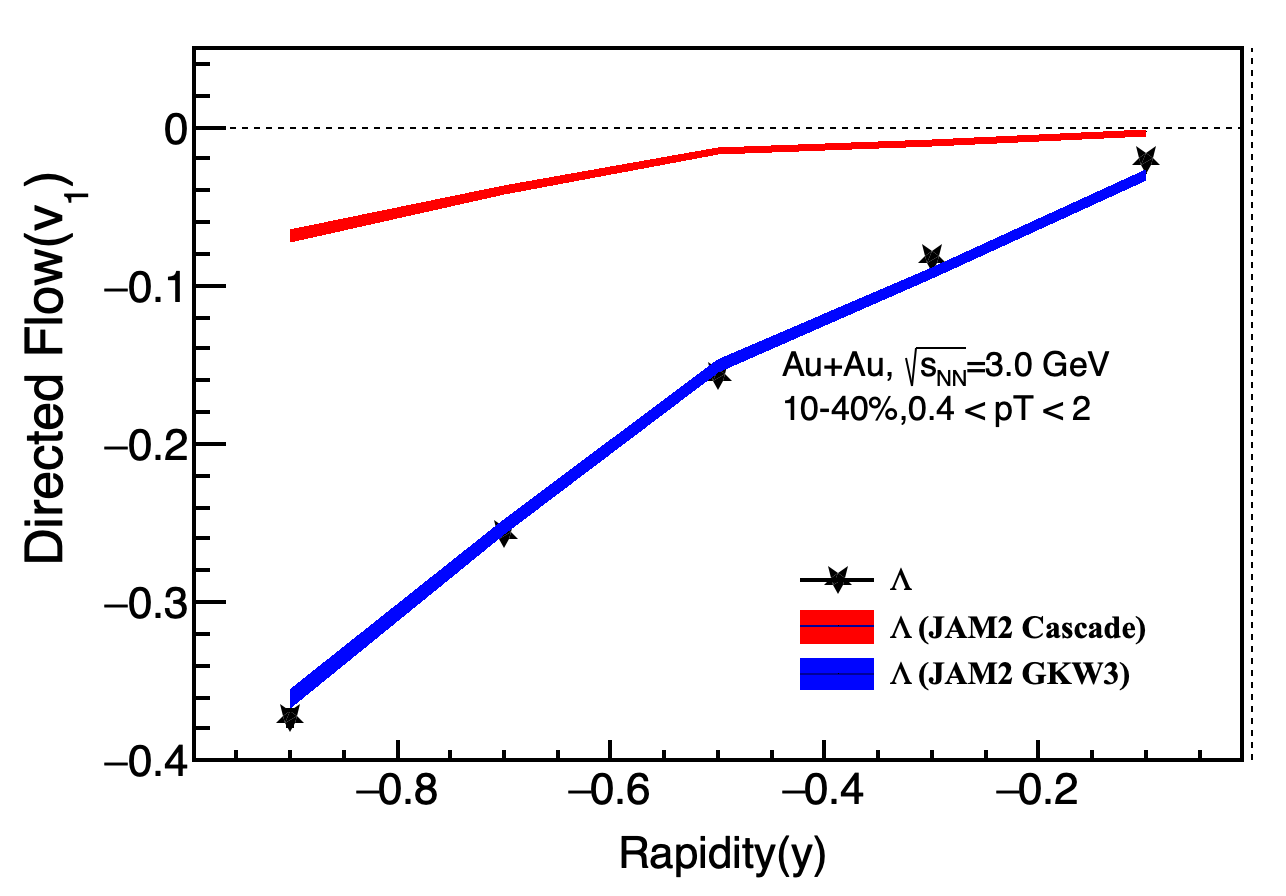 0
−0.1
−0.2
−0.3
−0.4
Directed Flow(v₁)
Au+Au, √sNN=3.0 GeV
10-40%,0.4 < pT < 2
Λ
Λ (JAM2 Cascade)
Λ (JAM2 GKW3)
−0.8 −0.6 −0.4 −0.2
Rapidity(y)